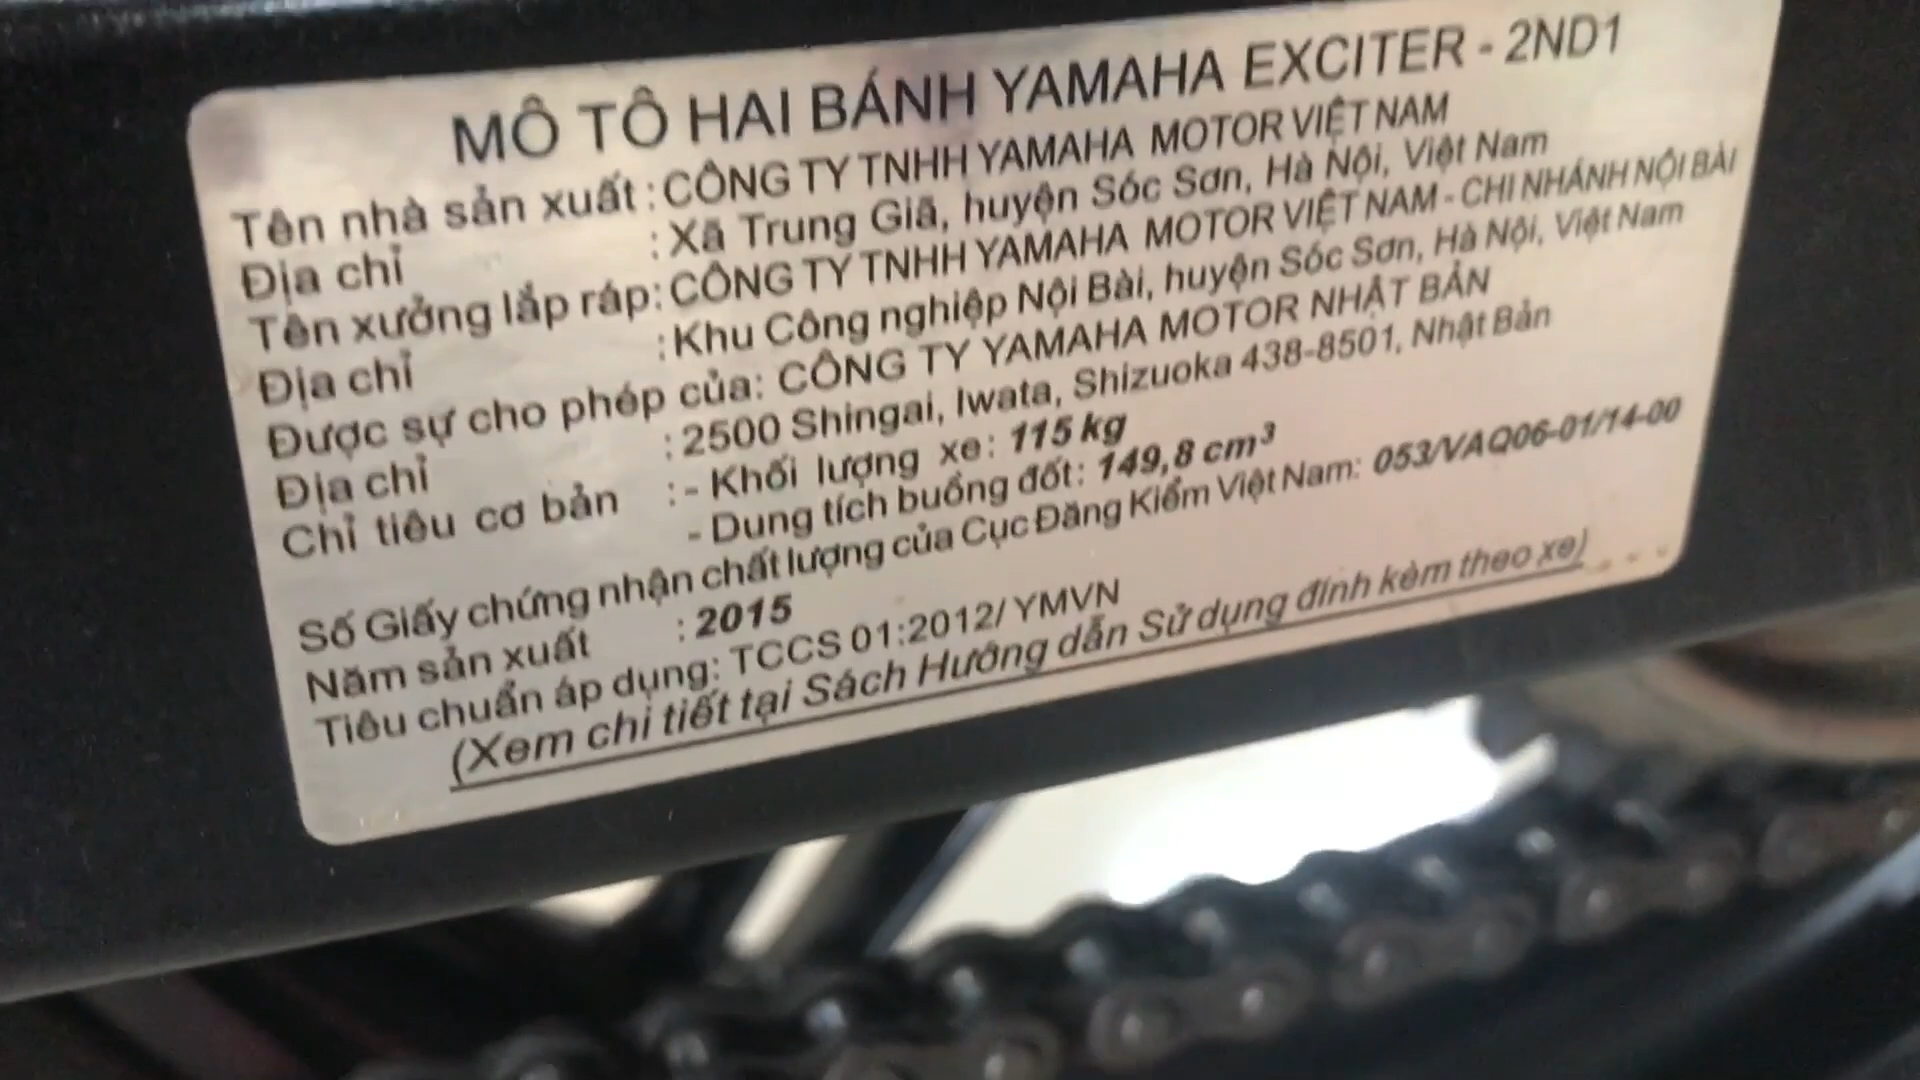 MÔ TÔ HAI BÁNH YAMAHA EXCITER - 2ND1
Tên nhà sản xuất : CÔNG TY TNHH YAMAHA MOTOR VIỆT NAM
Địa chỉ : Xã Trung Giã, huyện Sóc Sơn, Hà Nội, Việt Nam
Tên xưởng lắp ráp: CÔNG TY TNHH YAMAHA MOTOR VIỆT NAM - CHI NHÁNH NỘI BÀI
Địa chỉ : Khu Công nghiệp Nội Bài, huyện Sóc Sơn, Hà Nội, Việt Nam
Được sự cho phép của: CÔNG TY YAMAHA MOTOR NHẬT BẢN
Địa chỉ : 2500 Shingai, Iwata, Shizuoka 438-8501, Nhật Bản
Chỉ tiêu cơ bản : - Khối lượng xe: 115 kg
- Dung tích buồng đốt: 149,8 cm³
Số Giấy chứng nhận chất lượng của Cục Đăng Kiểm Việt Nam: 053/VAQ06-01/14-00
Năm sản xuất : 2015
Tiêu chuẩn áp dụng: TCCS 01:2012/ YMVN
(Xem chi tiết tại Sách Hướng dẫn Sử dụng đính kèm theo xe)